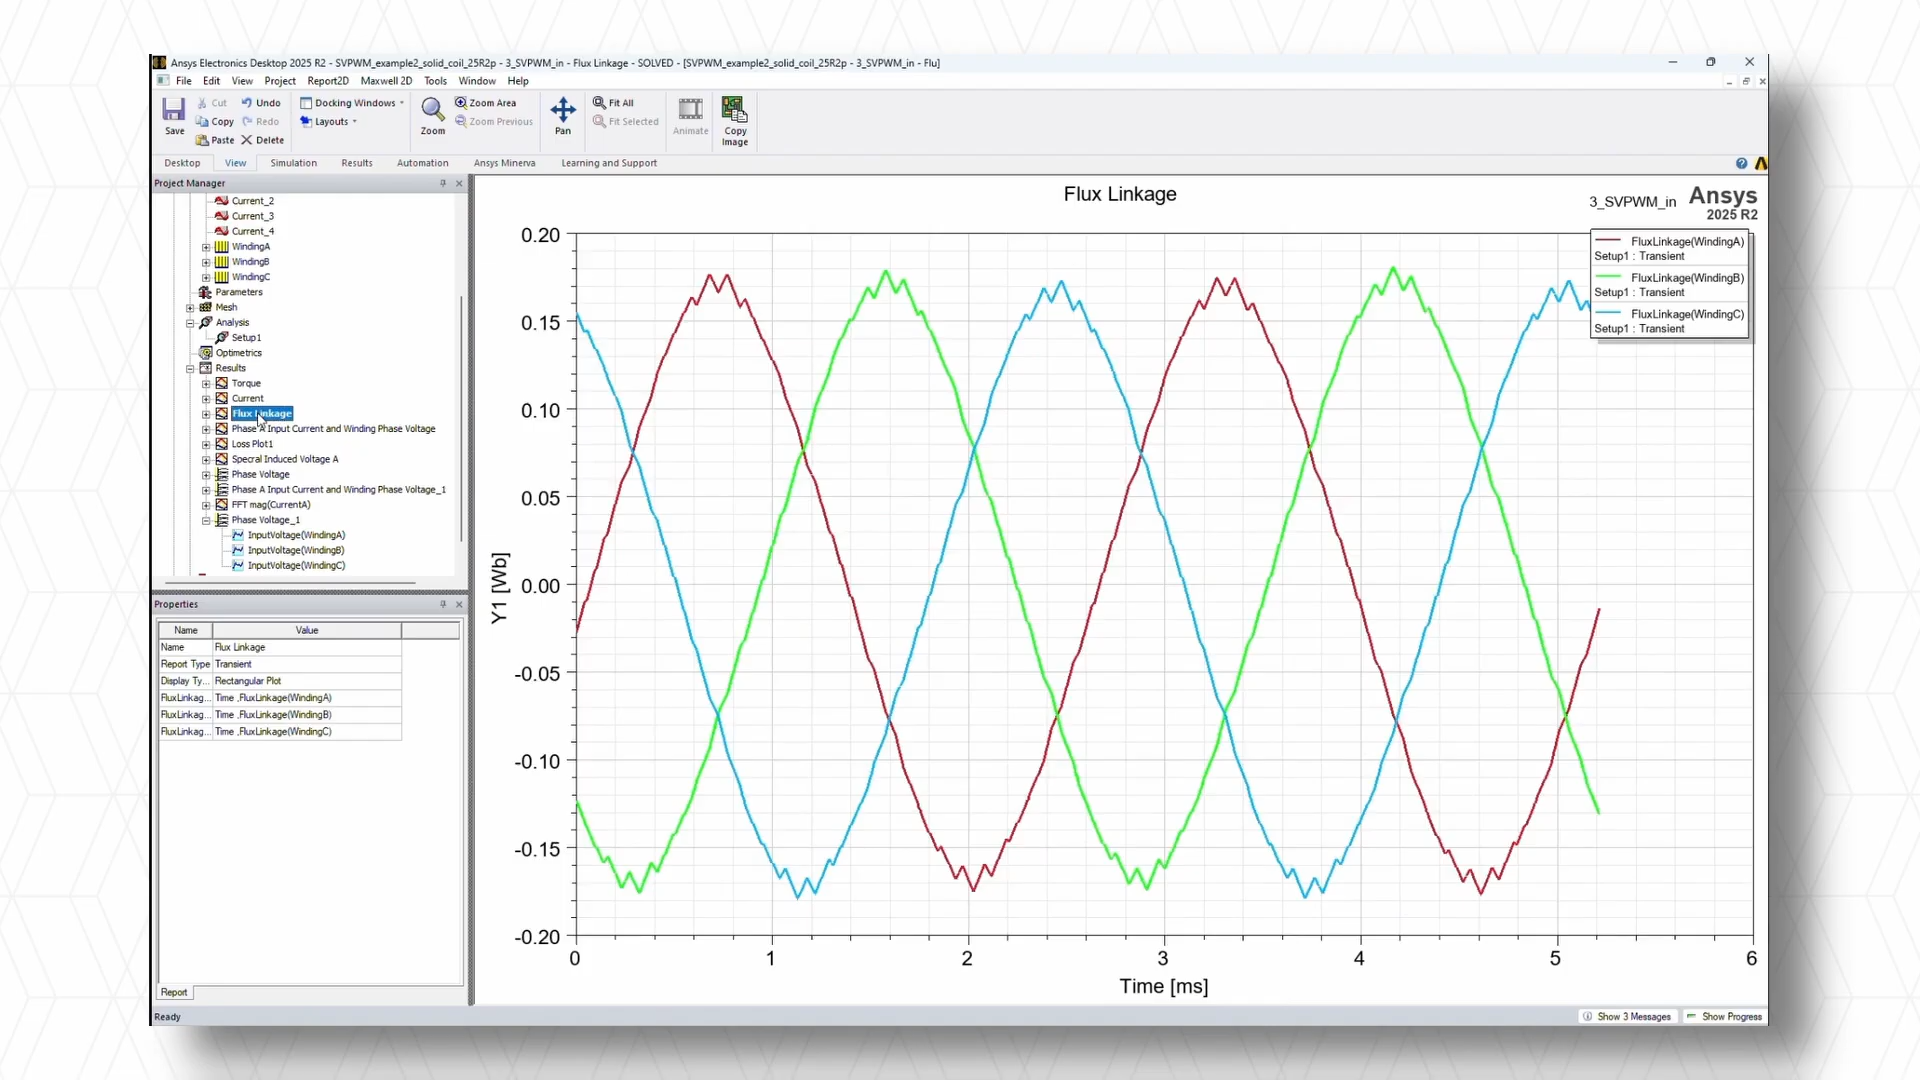 Ansys Electronics Desktop 2025 R2 - SVPWM_example2_solid_coil_25R2p - 3_SVPWM_in - Flux Linkage - SOLVED - [SVPWM_example2_solid_coil_25R2p - 3_SVPWM_in - Flu]
File Edit View Project Report2D Maxwell 2D Tools Window Help
Save Cut Undo Docking Windows Zoom Zoom Area Pan Fit All Animate Copy Image
Copy Redo Layouts Zoom Previous Fit Selected
Paste Delete
Desktop View Simulation Results Automation Ansys Minerva Learning and Support
Project Manager
Current_2
Current_3
Current_4
WindingA
WindingB
WindingC
Parameters
Mesh
Analysis
Setup1
Optimetrics
Results
Torque
Current
Flux Linkage
Phase A Input Current and Winding Phase Voltage
Loss Plot1
Specral Induced Voltage A
Phase Voltage
Phase A Input Current and Winding Phase Voltage_1
FFT mag(CurrentA)
Phase Voltage_1
InputVoltage(WindingA)
InputVoltage(WindingB)
InputVoltage(WindingC)
Properties
Name Value
Name Flux Linkage
Report Type Transient
Display Ty... Rectangular Plot
FluxLinkag... Time ,FluxLinkage(WindingA)
FluxLinkag... Time ,FluxLinkage(WindingB)
FluxLinkag... Time ,FluxLinkage(WindingC)
Report
Ready
Flux Linkage
3_SVPWM_in
Ansys
2025 R2
FluxLinkage(WindingA)
Setup1 : Transient
FluxLinkage(WindingB)
Setup1 : Transient
FluxLinkage(WindingC)
Setup1 : Transient
0.20
0.15
0.10
0.05
0.00
-0.05
-0.10
-0.15
-0.20
Y1 [Wb]
0 1 2 3 4 5 6
Time [ms]
Show 3 Messages Show Progress